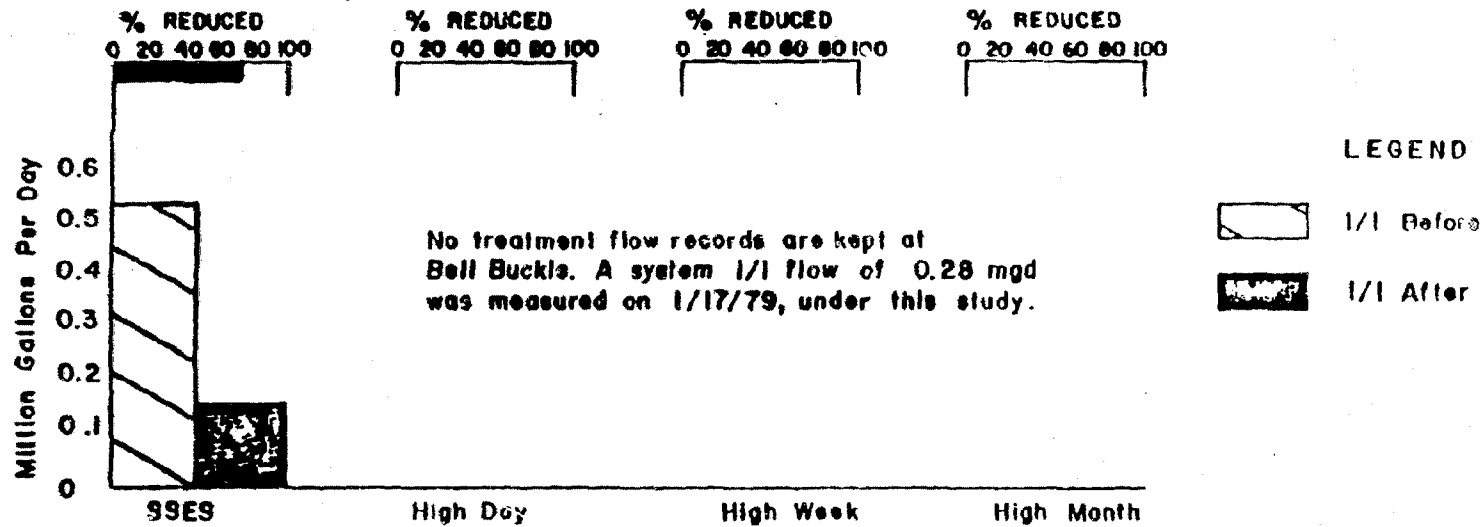 % REDUCED % REDUCED % REDUCED % REDUCED
0 20 40 60 80 100 0 20 40 60 80 100 0 20 40 60 80 100 0 20 40 60 80 100
LEGEND
I/I Before
I/I After
Million Gallons Per Day
0.6
0.5
0.4
0.3
0.2
0.1
0
No treatment flow records are kept at
Bell Buckle. A system I/I flow of 0.28 mgd
was measured on 1/17/79, under this study.
SSES High Day High Week High Month